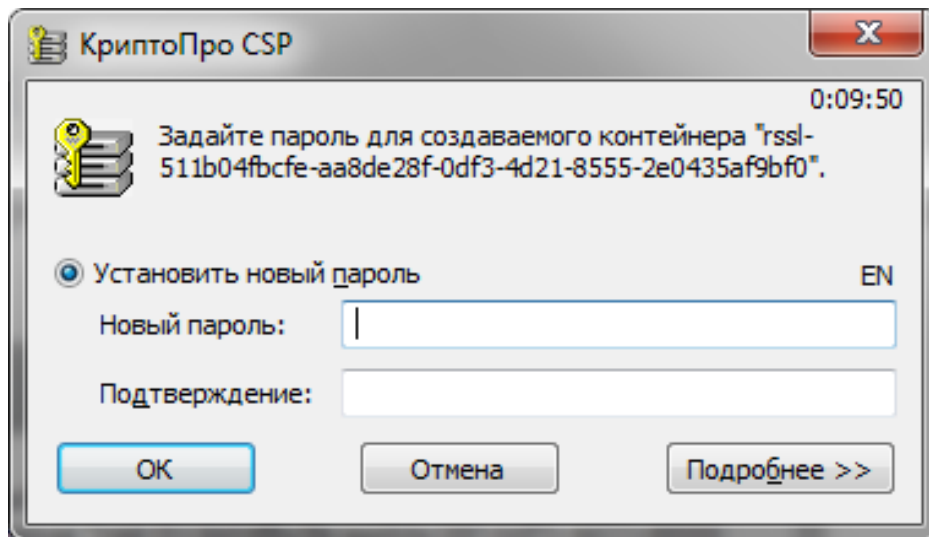 КриптоПро CSP
0:09:50
Задайте пароль для создаваемого контейнера "rssl-
511b04fbcfe-aa8de28f-0df3-4d21-8555-2e0435af9bf0".
Установить новый пароль EN
Новый пароль:
Подтверждение:
ОК Отмена Подробнее >>